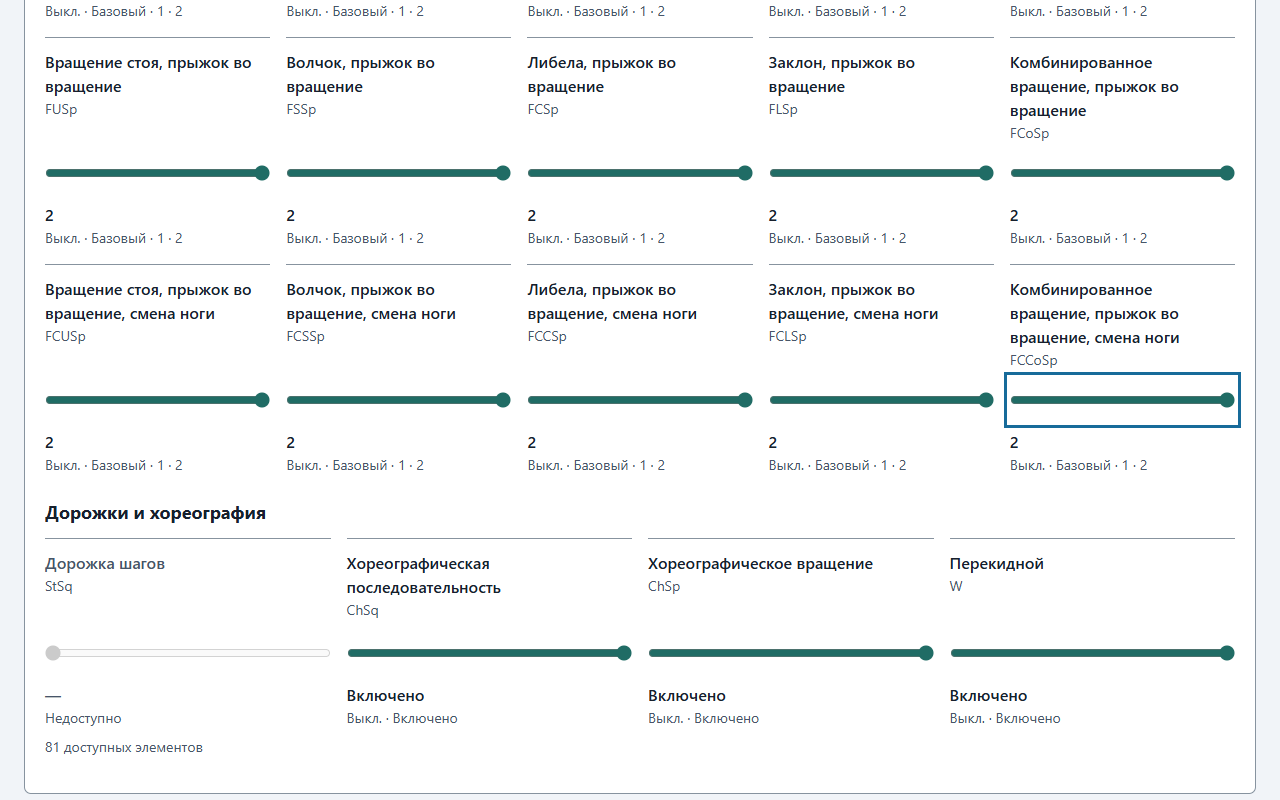 Выкл. · Базовый · 1 · 2
Выкл. · Базовый · 1 · 2
Выкл. · Базовый · 1 · 2
Выкл. · Базовый · 1 · 2
Выкл. · Базовый · 1 · 2
Вращение стоя, прыжок во
вращение
FUSp
2
Выкл. · Базовый · 1 · 2
Волчок, прыжок во
вращение
FSSp
2
Выкл. · Базовый · 1 · 2
Либела, прыжок во
вращение
FCSp
2
Выкл. · Базовый · 1 · 2
Заклон, прыжок во
вращение
FLSp
2
Выкл. · Базовый · 1 · 2
Комбинированное
вращение, прыжок во
вращение
FCoSp
2
Выкл. · Базовый · 1 · 2
Вращение стоя, прыжок во
вращение, смена ноги
FCUSp
2
Выкл. · Базовый · 1 · 2
Волчок, прыжок во
вращение, смена ноги
FCSSp
2
Выкл. · Базовый · 1 · 2
Либела, прыжок во
вращение, смена ноги
FCCSp
2
Выкл. · Базовый · 1 · 2
Заклон, прыжок во
вращение, смена ноги
FCLSp
2
Выкл. · Базовый · 1 · 2
Комбинированное
вращение, прыжок во
вращение, смена ноги
FCCoSp
2
Выкл. · Базовый · 1 · 2
Дорожки и хореография
Дорожка шагов
StSq
—
Недоступно
Хореографическая
последовательность
ChSq
Включено
Выкл. · Включено
Хореографическое вращение
ChSp
Включено
Выкл. · Включено
Перекидной
W
Включено
Выкл. · Включено
81 доступных элементов